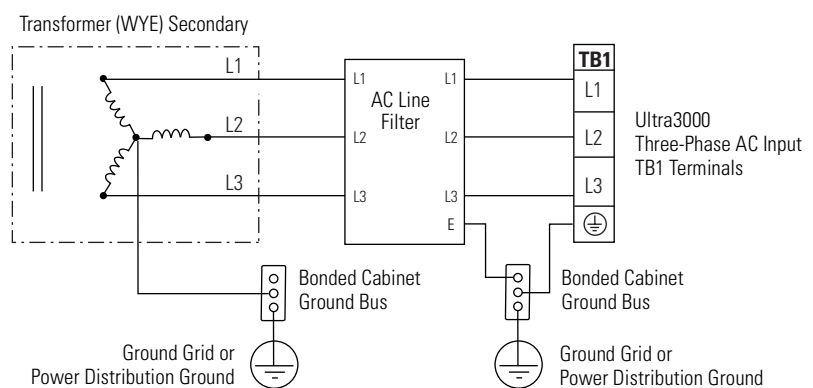 Transformer (WYE) Secondary
L1
L2
L3
L1
L2
L3
AC Line
Filter
L1
L2
L3
E
TB1
L1
L2
L3
Ultra3000
Three-Phase AC Input
TB1 Terminals
Bonded Cabinet
Ground Bus
Ground Grid or
Power Distribution Ground
Bonded Cabinet
Ground Bus
Ground Grid or
Power Distribution Ground